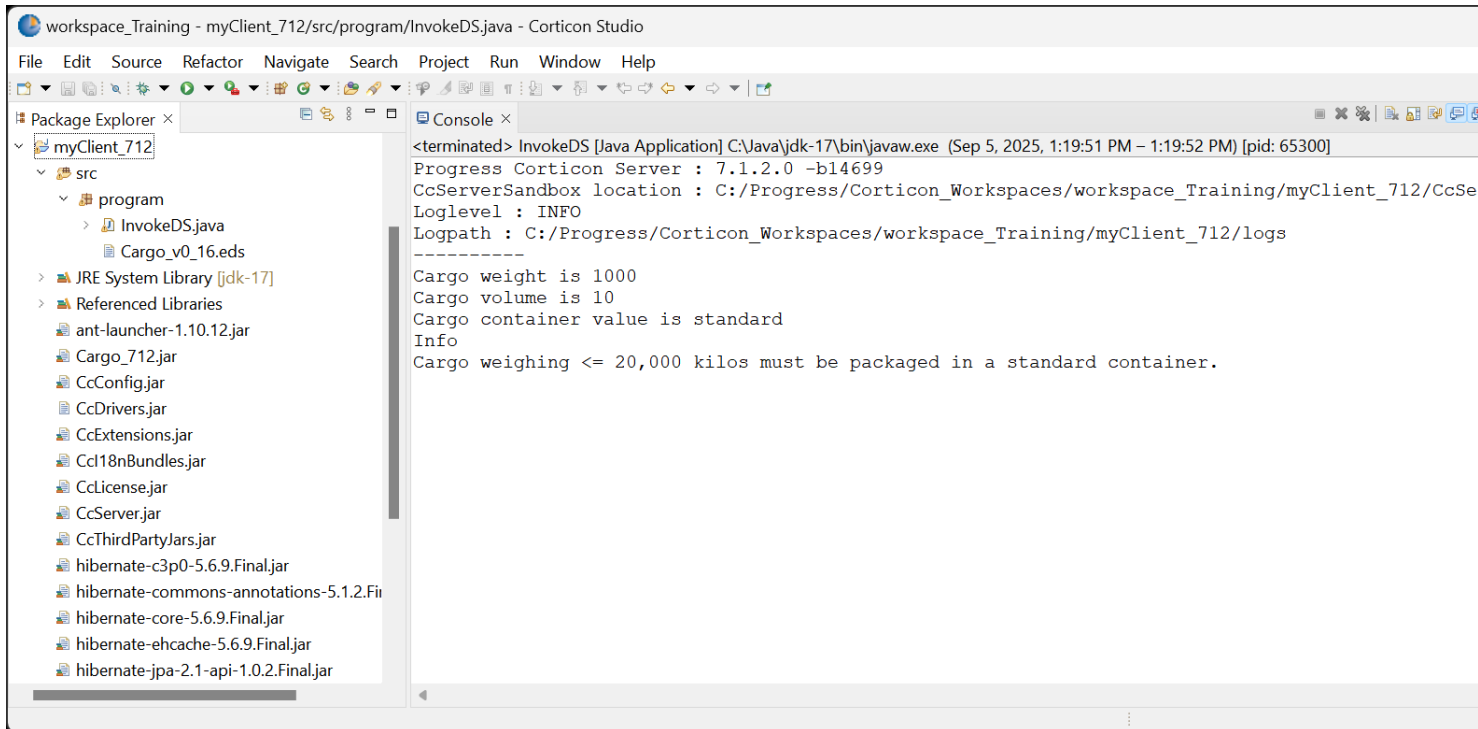 workspace_Training - myClient_712/src/program/InvokeDS.java - Corticon Studio
File Edit Source Refactor Navigate Search Project Run Window Help
Package Explorer
myClient_712
src
program
InvokeDS.java
Cargo_v0_16.eds
JRE System Library [jdk-17]
Referenced Libraries
ant-launcher-1.10.12.jar
Cargo_712.jar
CcConfig.jar
CcDrivers.jar
CcExtensions.jar
CcI18nBundles.jar
CcLicense.jar
CcServer.jar
CcThirdPartyJars.jar
hibernate-c3p0-5.6.9.Final.jar
hibernate-commons-annotations-5.1.2.Fi
hibernate-core-5.6.9.Final.jar
hibernate-ehcache-5.6.9.Final.jar
hibernate-jpa-2.1-api-1.0.2.Final.jar
Console
<terminated> InvokeDS [Java Application] C:\Java\jdk-17\bin\javaw.exe (Sep 5, 2025, 1:19:51 PM – 1:19:52 PM) [pid: 65300]
Progress Corticon Server : 7.1.2.0 -b14699
CcServerSandbox location : C:/Progress/Corticon_Workspaces/workspace_Training/myClient_712/CcSe
Loglevel : INFO
Logpath : C:/Progress/Corticon_Workspaces/workspace_Training/myClient_712/logs
----------
Cargo weight is 1000
Cargo volume is 10
Cargo container value is standard
Info
Cargo weighing <= 20,000 kilos must be packaged in a standard container.